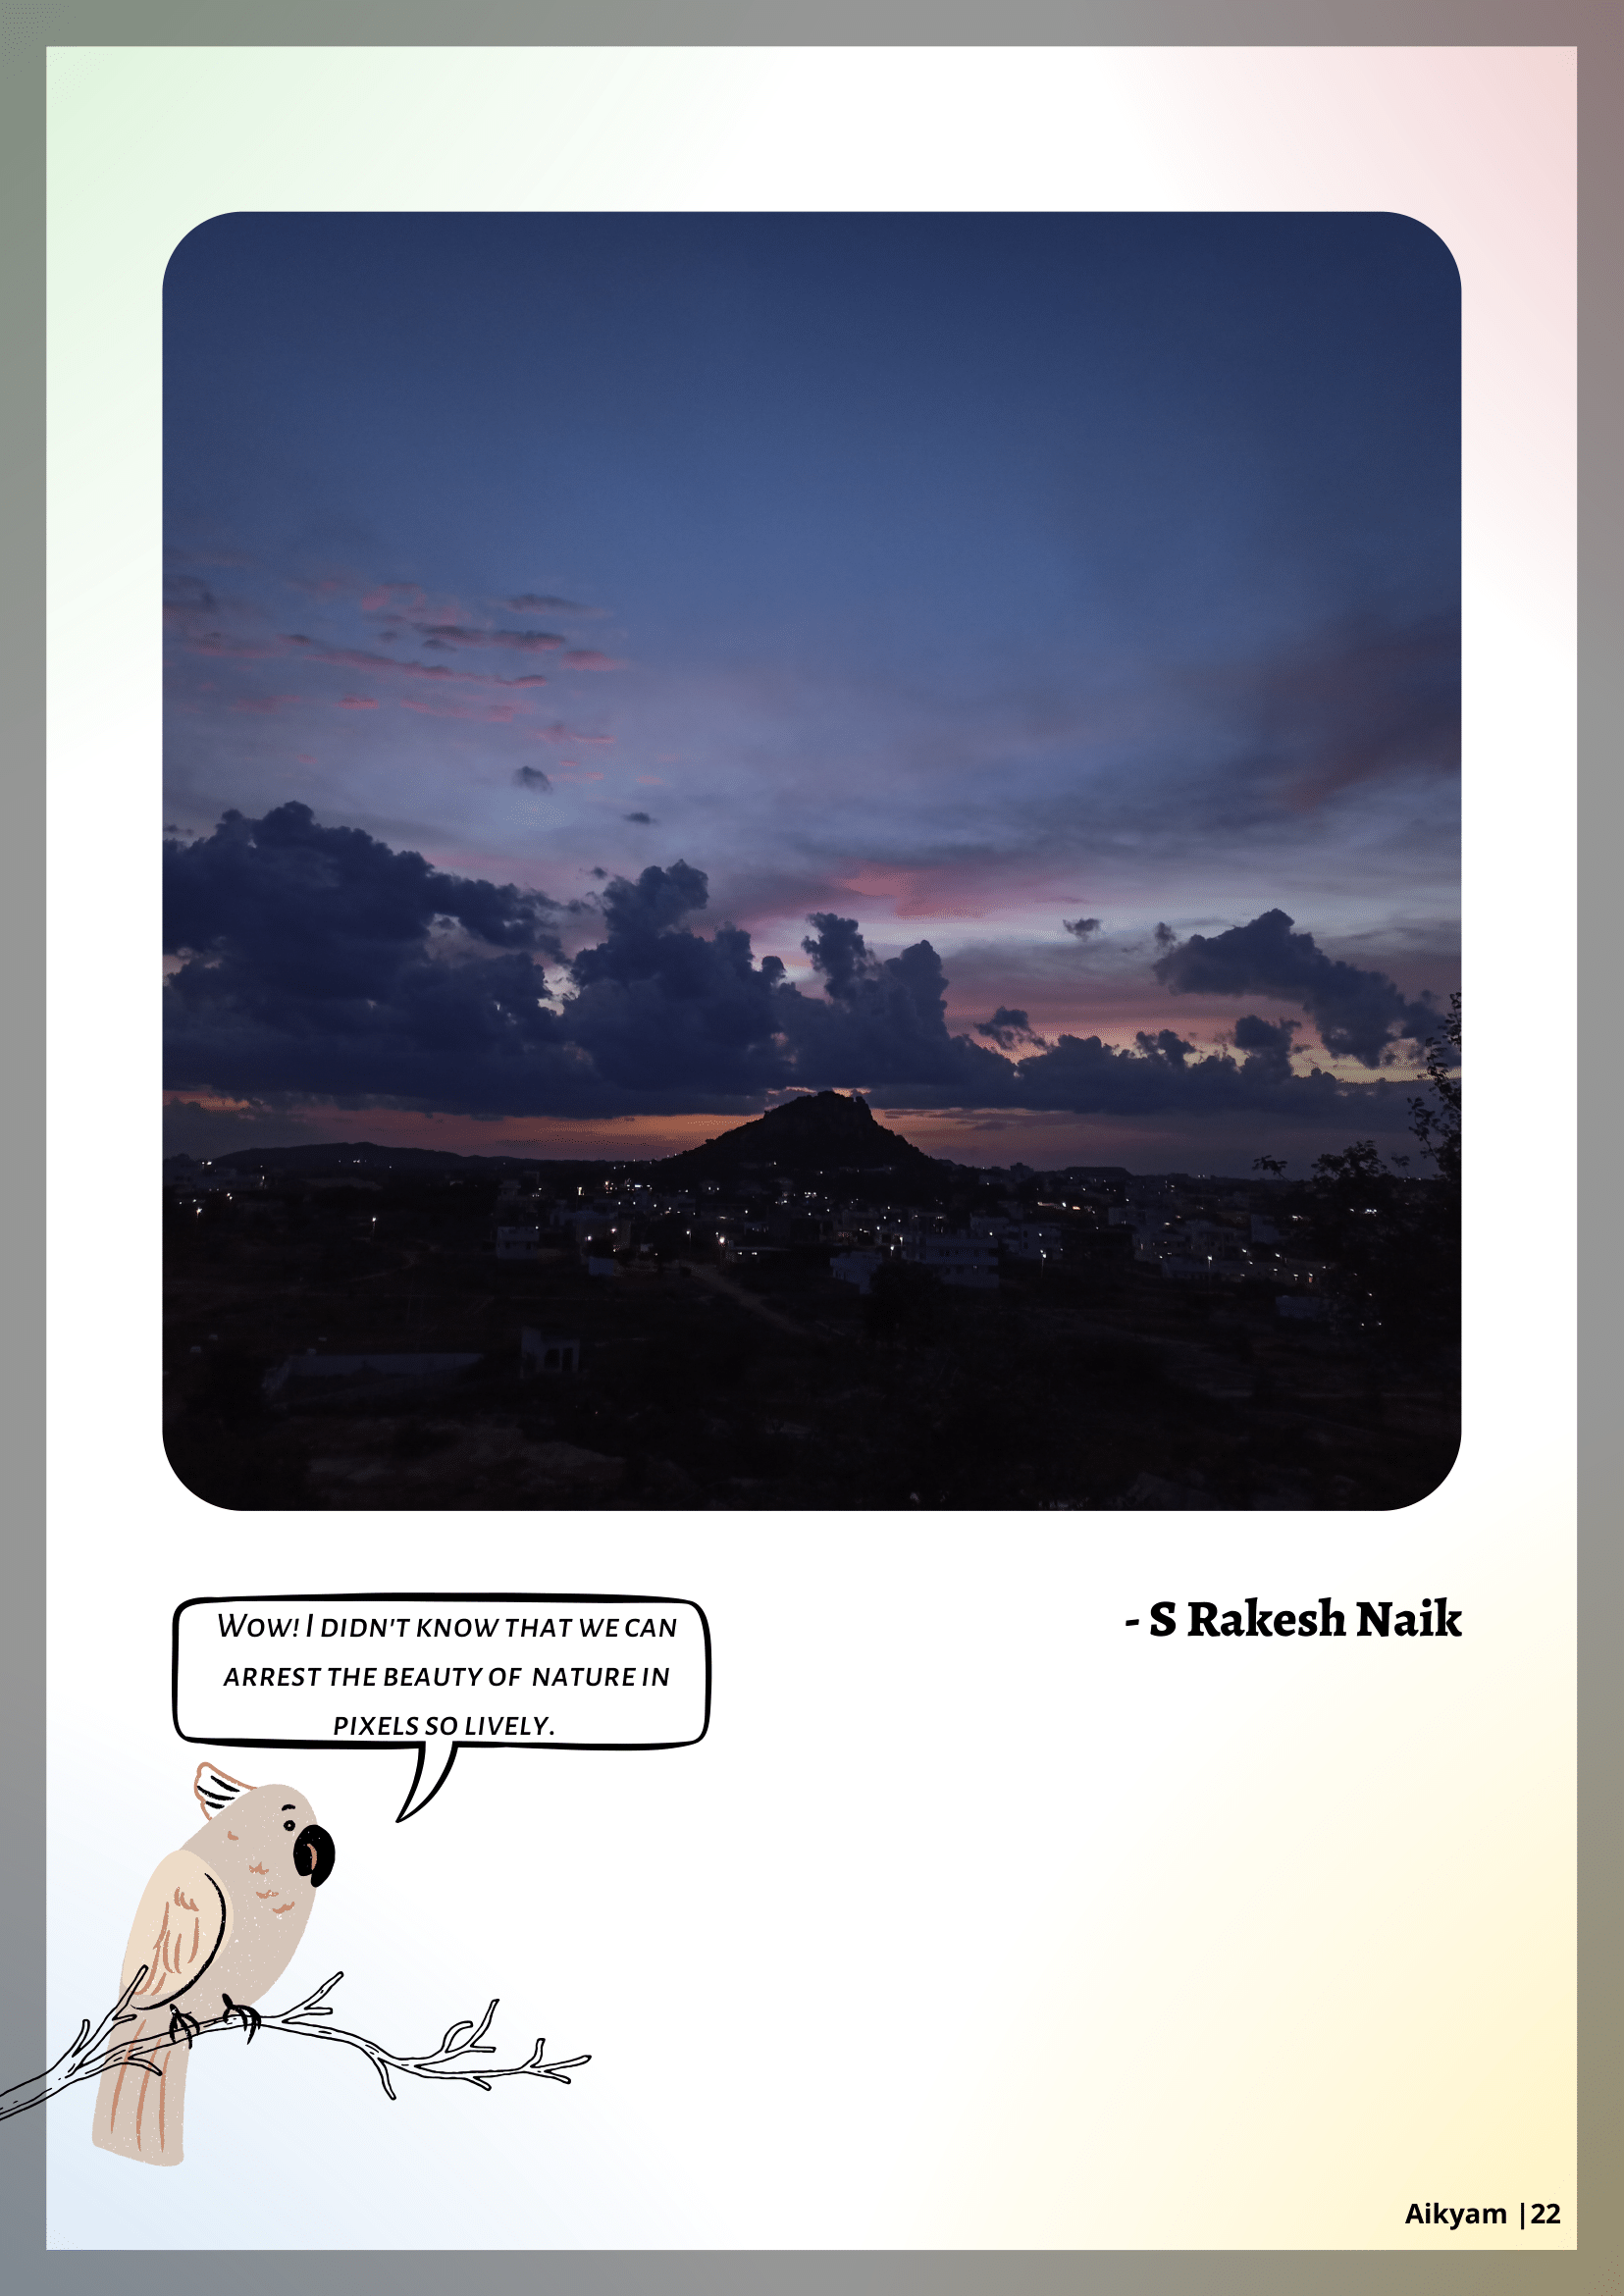 - S Rakesh Naik
Wow! I didn't know that we can
arrest the beauty of nature in
pixels so lively.
Aikyam |22